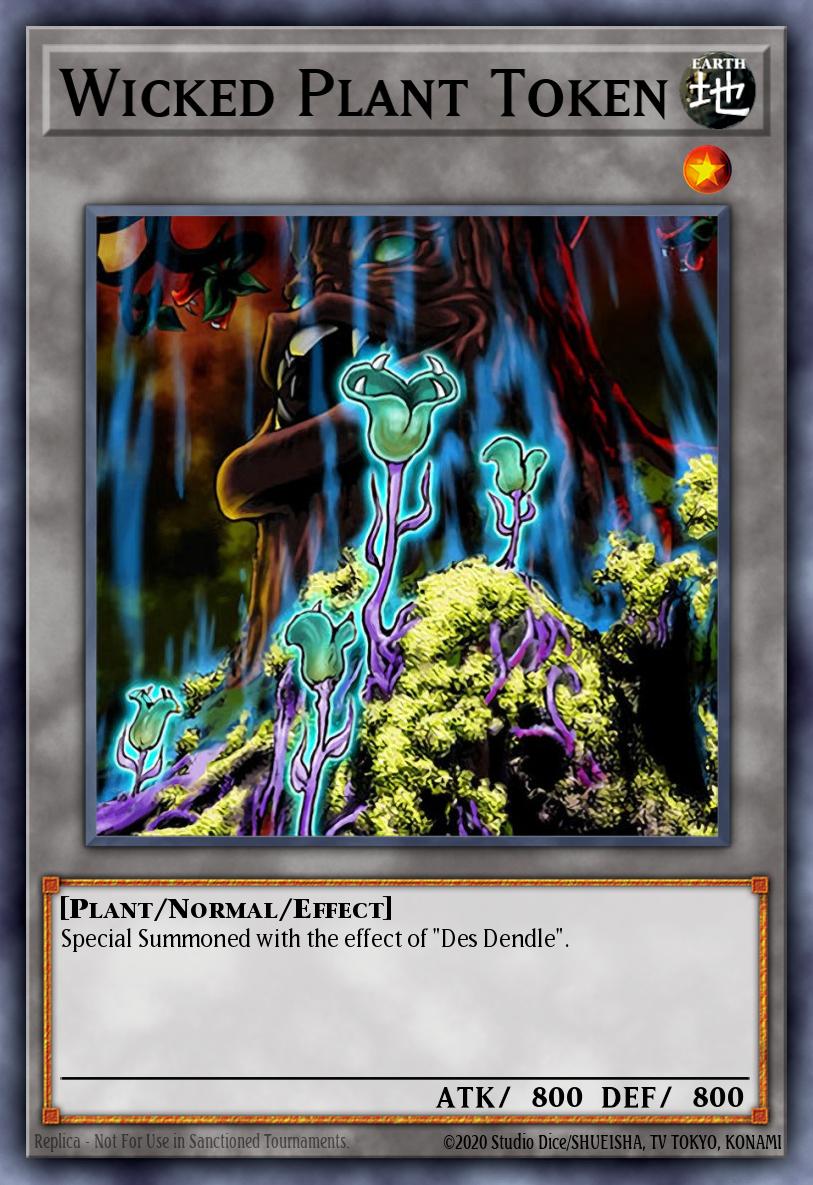 Wicked Plant Token
EARTH
地
[Plant/Normal/Effect]
Special Summoned with the effect of "Des Dendle".
ATK/ 800 DEF/ 800
Replica - Not For Use in Sanctioned Tournaments.
©2020 Studio Dice/SHUEISHA, TV TOKYO, KONAMI